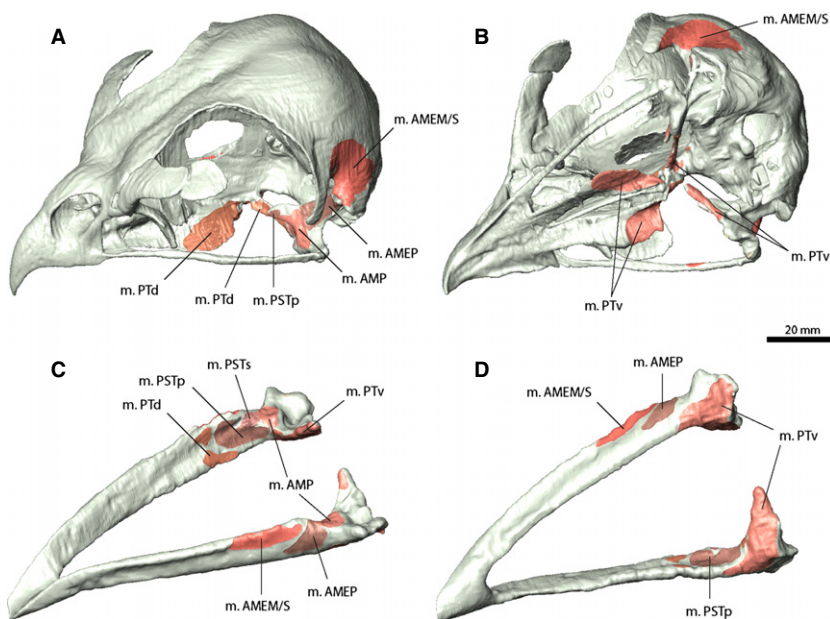 A
m. AMEM/S
m. AMEP
m. AMP
m. PTd
m. PTd
m. PSTp
B
m. AMEM/S
m. PTv
m. PTv
20 mm
C
m. PSTs
m. PSTp
m. PTd
m. PTv
m. AMP
m. AMEM/S
m. AMEP
D
m. AMEP
m. AMEM/S
m. PTv
m. PSTp